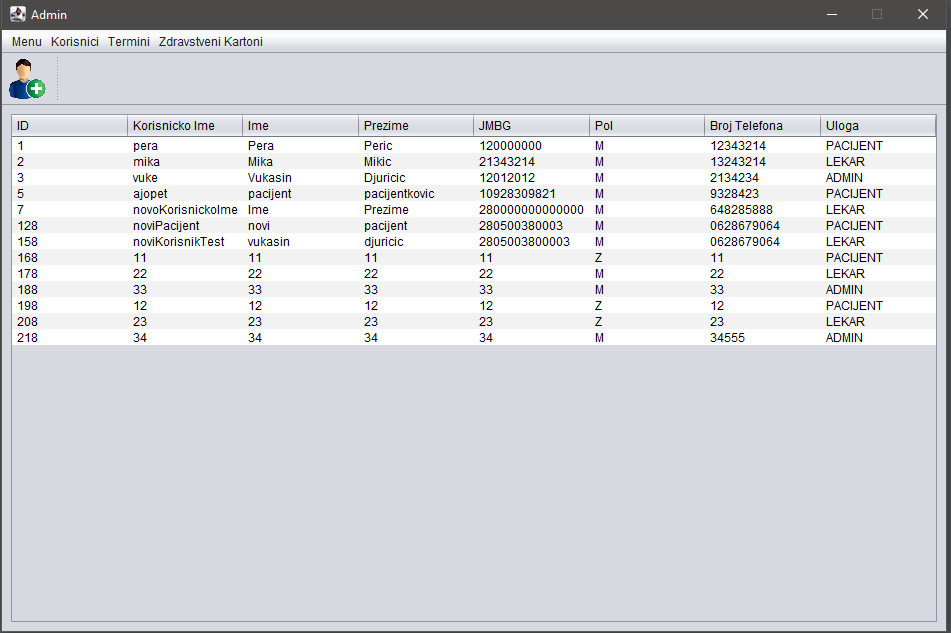 Admin
Menu Korisnici Termini Zdravstveni Kartoni
ID Korisnicko Ime Ime Prezime JMBG Pol Broj Telefona Uloga
1 pera Pera Peric 120000000 M 12343214 PACIJENT
2 mika Mika Mikic 21343214 M 13243214 LEKAR
3 vuke Vukasin Djuricic 12012012 M 2134234 ADMIN
5 ajopet pacijent pacijentkovic 10928309821 M 9328423 PACIJENT
7 novoKorisnickoIme Ime Prezime 280000000000000 M 648285888 LEKAR
128 noviPacijent novi pacijent 280500380003 M 0628679064 PACIJENT
158 noviKorisnikTest vukasin djuricic 2805003800003 M 0628679064 LEKAR
168 11 11 11 11 Z 11 PACIJENT
178 22 22 22 22 M 22 LEKAR
188 33 33 33 33 M 33 ADMIN
198 12 12 12 12 Z 12 PACIJENT
208 23 23 23 23 Z 23 LEKAR
218 34 34 34 34 M 34555 ADMIN